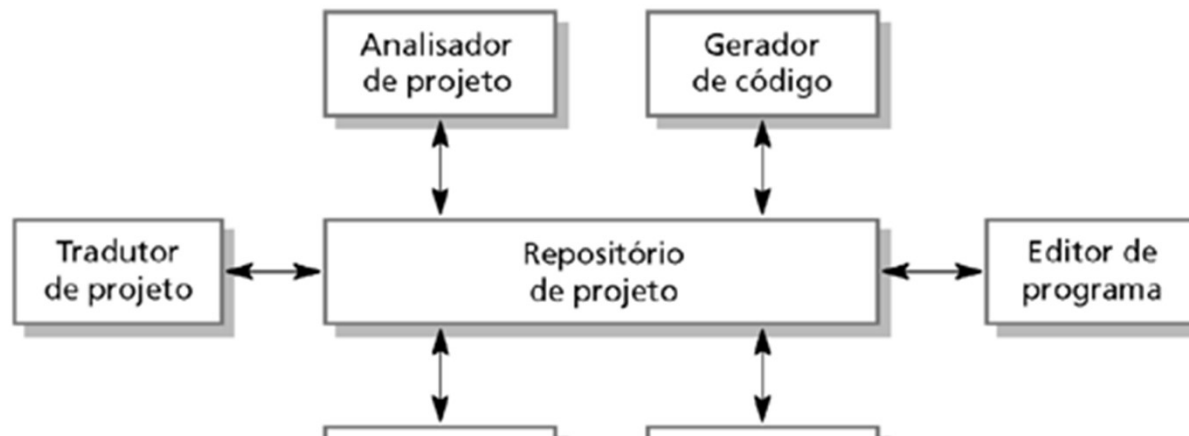 Analisador
de projeto
Gerador
de código
Tradutor
de projeto
Repositório
de projeto
Editor de
programa